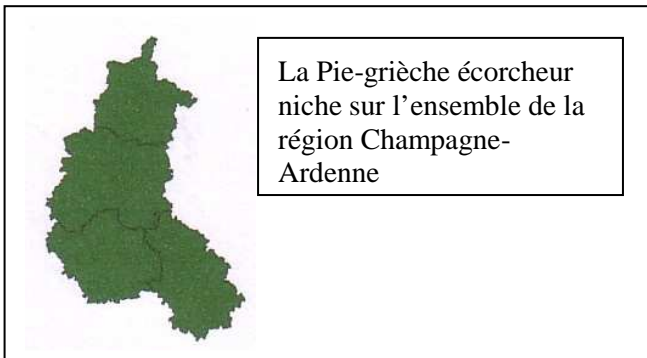 La Pie-grièche écorcheur
niche sur l’ensemble de la
région Champagne-
Ardenne